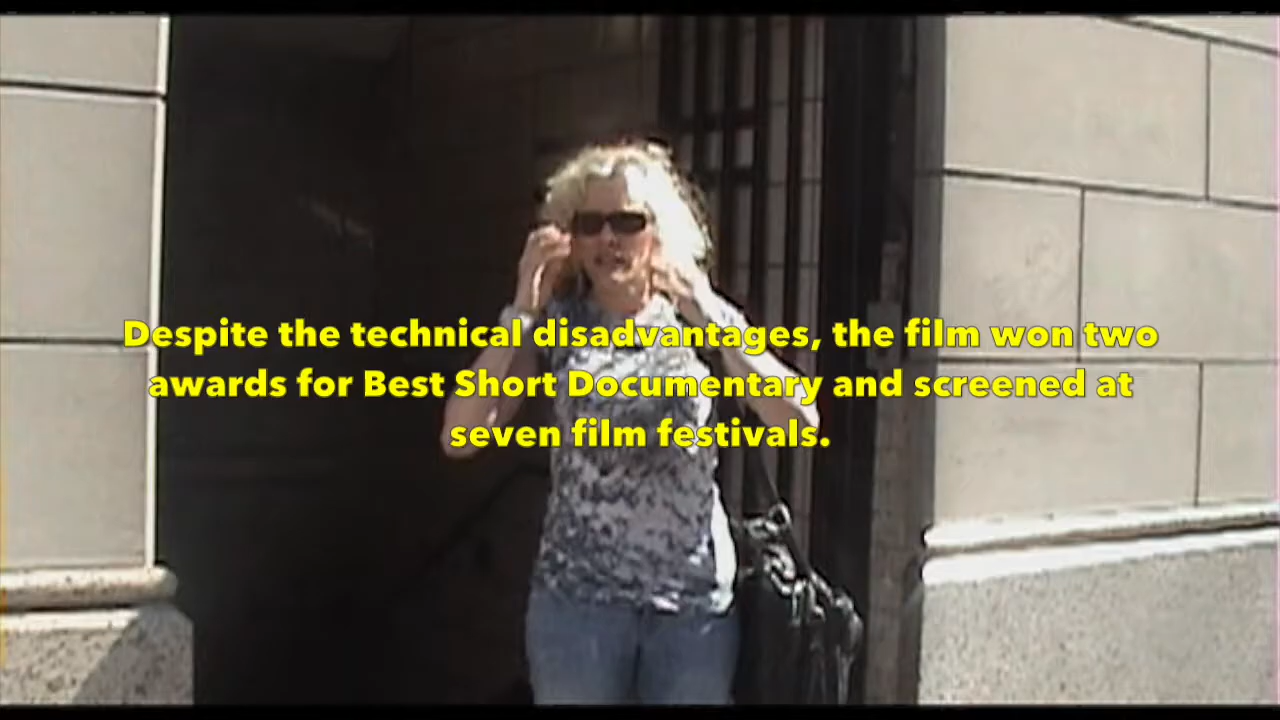 Despite the technical disadvantages, the film won two
awards for Best Short Documentary and screened at
seven film festivals.